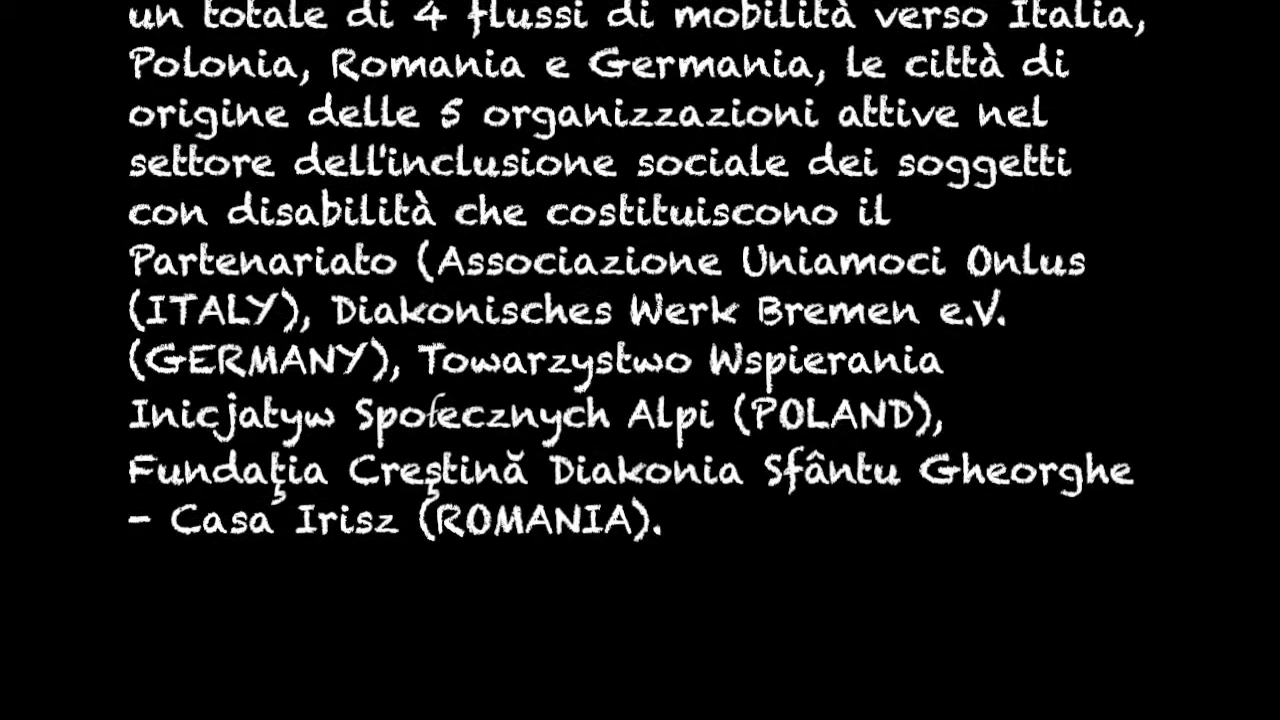 un totale di 4 flussi di mobilità verso Italia,
Polonia, Romania e Germania, le città di
origine delle 5 organizzazioni attive nel
settore dell'inclusione sociale dei soggetti
con disabilità che costituiscono il
Partenariato (Associazione Uniamoci Onlus
(ITALY), Diakonisches Werk Bremen e.V.
(GERMANY), Towarzystwo Wspierania
Inicjatyw Społecznych Alpi (POLAND),
Fundaţia Creştină Diakonia Sfântu Gheorghe
- Casa Irisz (ROMANIA).